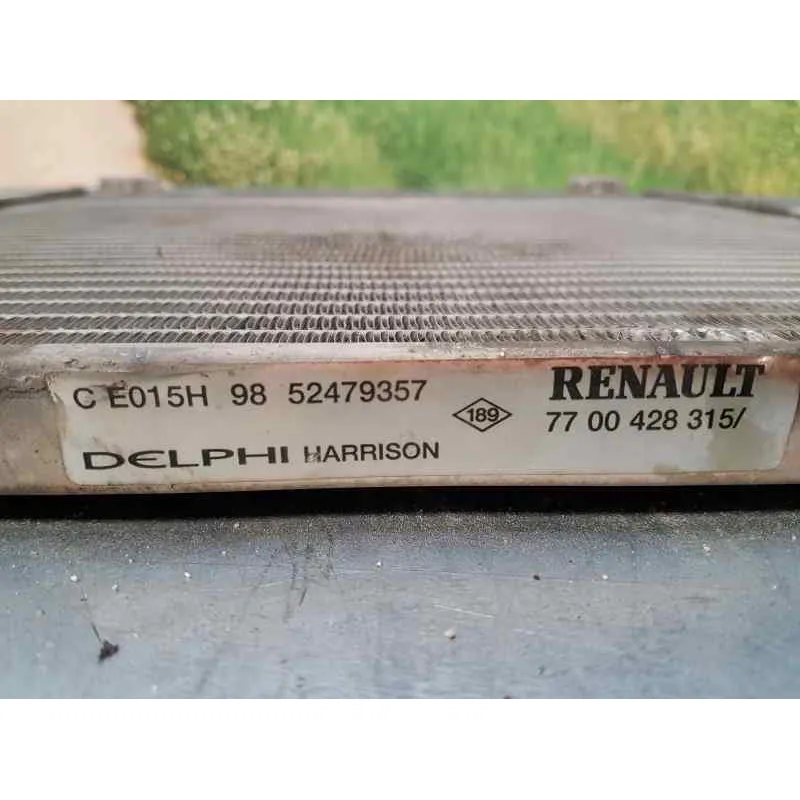 C E015H 98 52479357
DELPHI HARRISON
189
RENAULT
77 00 428 315/